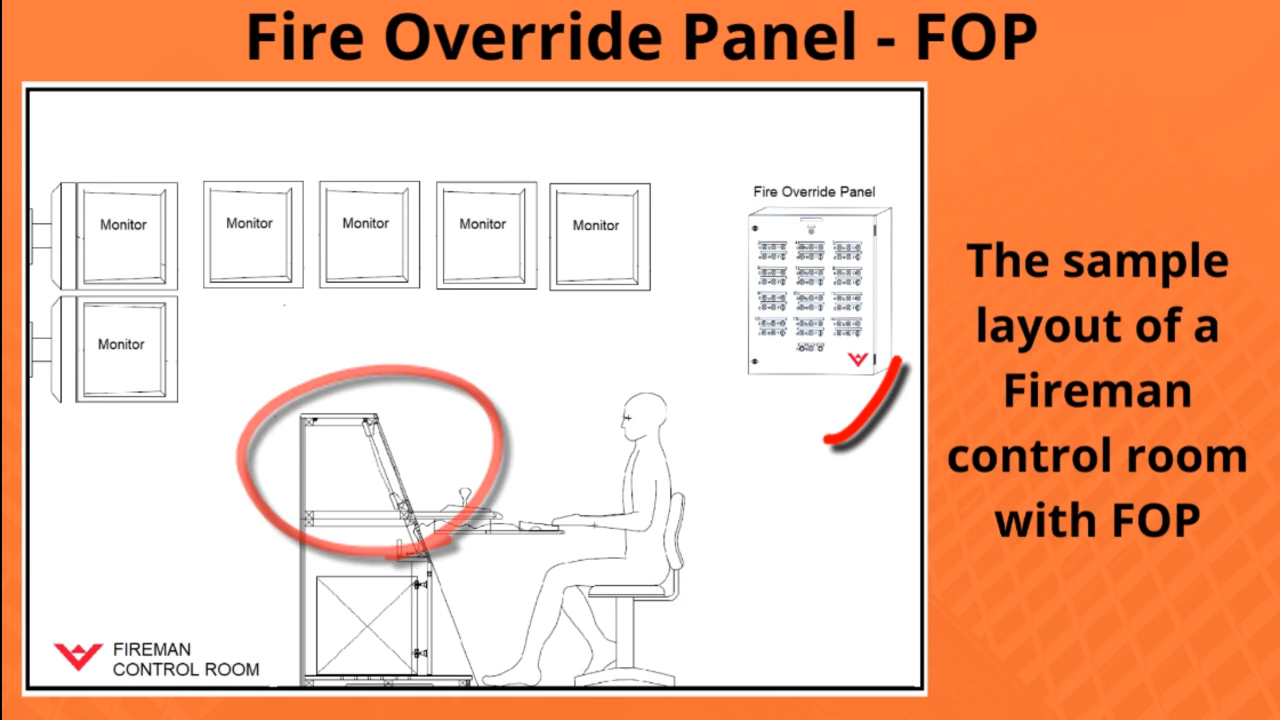 Fire Override Panel - FOP
Fire Override Panel
Monitor
Monitor
Monitor
Monitor
Monitor
Monitor
FIREMAN
CONTROL ROOM
The sample
layout of a
Fireman
control room
with FOP